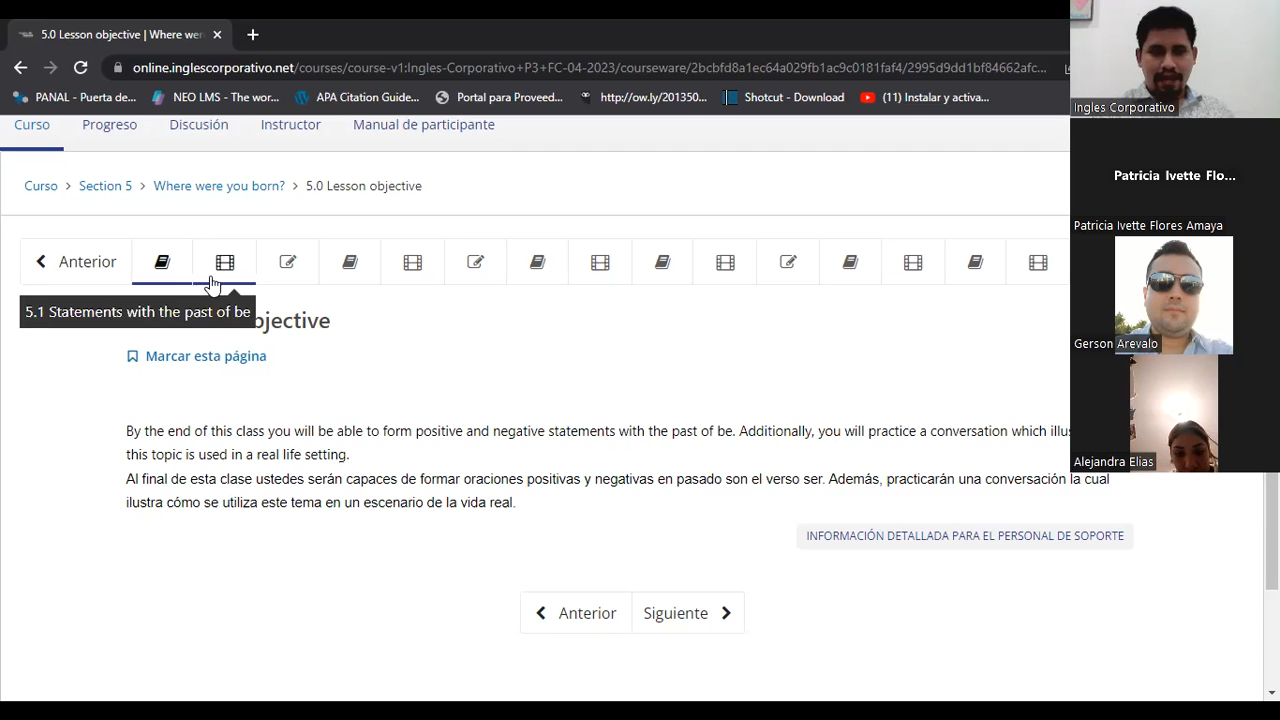 5.0 Lesson objective | Where wer
online.inglescorporativo.net/courses/course-v1:Ingles-Corporativo+P3+FC-04-2023/courseware/2bcbfd8a1ec64a029fb1ac9c0181faf4/2995d9dd1bf84662afc...
PANAL - Puerta de...
NEO LMS - The wor...
APA Citation Guide...
Portal para Proveed...
http://ow.ly/201350...
Shotcut - Download
(11) Instalar y activa...
Curso
Progreso
Discusión
Instructor
Manual de participante
Curso > Section 5 > Where were you born? > 5.0 Lesson objective
Anterior
5.1 Statements with the past of be
bjective
Marcar esta página
By the end of this class you will be able to form positive and negative statements with the past of be. Additionally, you will practice a conversation which illus
this topic is used in a real life setting.
Al final de esta clase ustedes serán capaces de formar oraciones positivas y negativas en pasado son el verso ser. Además, practicarán una conversación la cual
ilustra cómo se utiliza este tema en un escenario de la vida real.
INFORMACIÓN DETALLADA PARA EL PERSONAL DE SOPORTE
Anterior
Siguiente
Ingles Corporativo
Patricia Ivette Flo...
Patricia Ivette Flores Amaya
Gerson Arevalo
Alejandra Elias